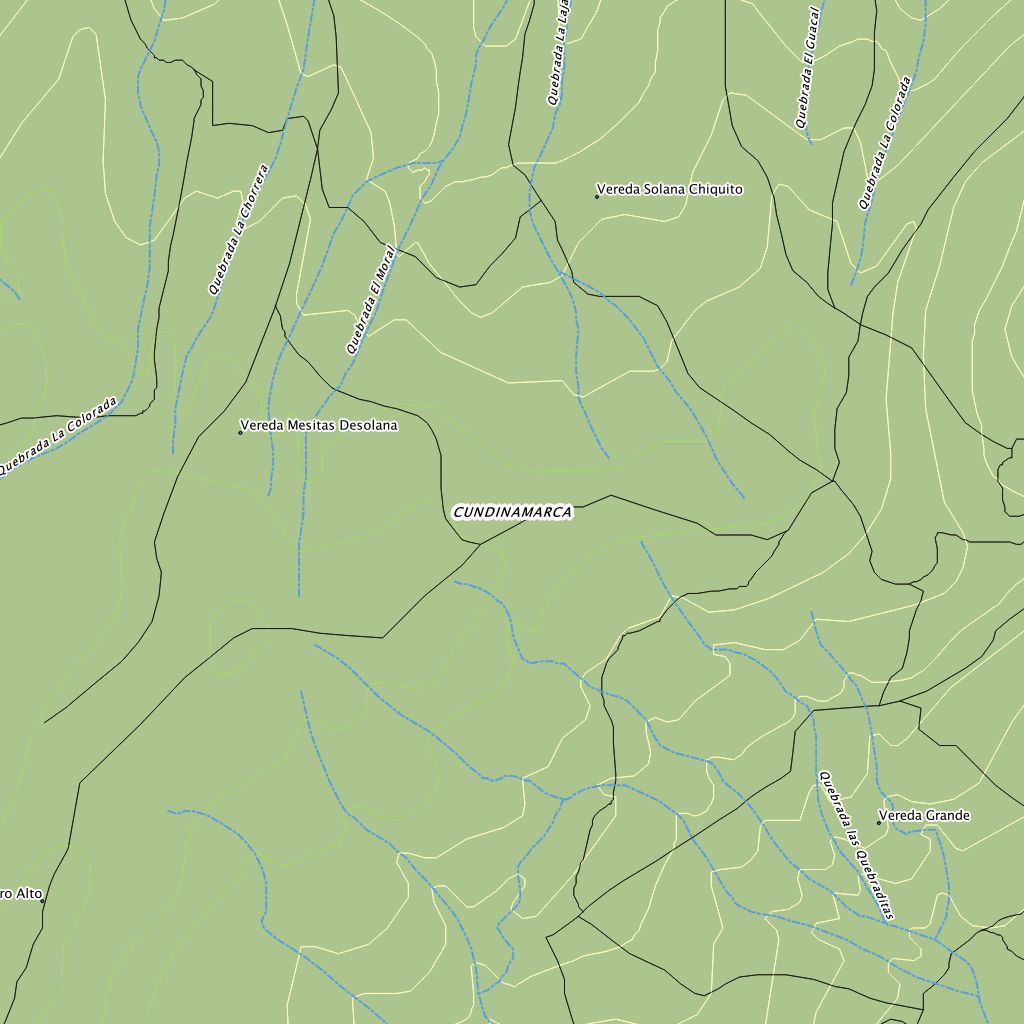 Quebrada La Laja
Quebrada El Guacal
Quebrada La Colorada
Vereda Solana Chiquito
Quebrada La Chorrera
Quebrada El Moral
Quebrada La Colorada
Vereda Mesitas Desolana
CUNDINAMARCA
Quebrada las Quebraditas
Vereda Grande
ro Alto